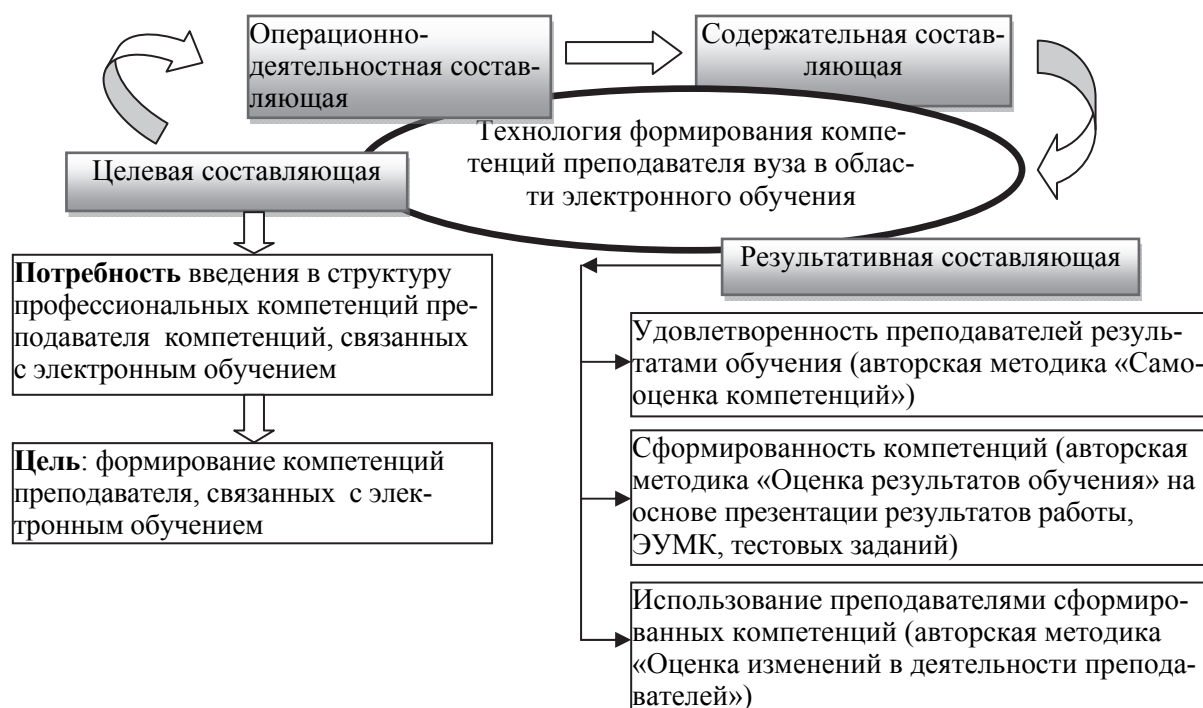 Операционно-
деятельностная состав-
ляющая
Содержательная состав-
ляющая
Технология формирования компе-
тенций преподавателя вуза в облас-
ти электронного обучения
Целевая составляющая
Потребность введения в структуру
профессиональных компетенций пре-
подавателя компетенций, связанных
с электронным обучением
Цель: формирование компетенций
преподавателя, связанных с элек-
тронным обучением
Результативная составляющая
Удовлетворенность преподавателей резуль-
татами обучения (авторская методика «Само-
оценка компетенций»)
Сформированность компетенций (авторская
методика «Оценка результатов обучения» на
основе презентации результатов работы,
ЭУМК, тестовых заданий)
Использование преподавателями сформиро-
ванных компетенций (авторская методика
«Оценка изменений в деятельности препода-
вателей»)